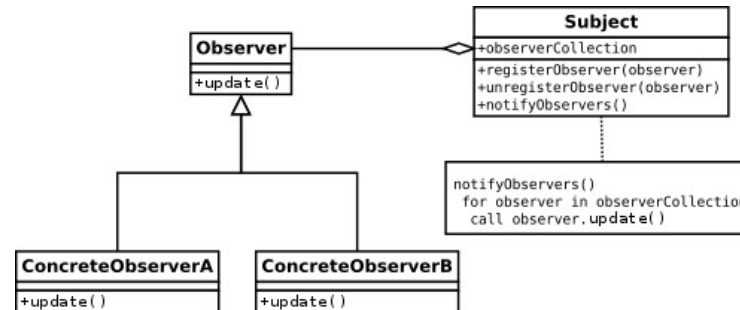 Observer
+update()
Subject
+observerCollection
+registerObserver(observer)
+unregisterObserver(observer)
+notifyObservers()
notifyObservers()
for observer in observerCollection
call observer.update()
ConcreteObserverA
+update()
ConcreteObserverB
+update()